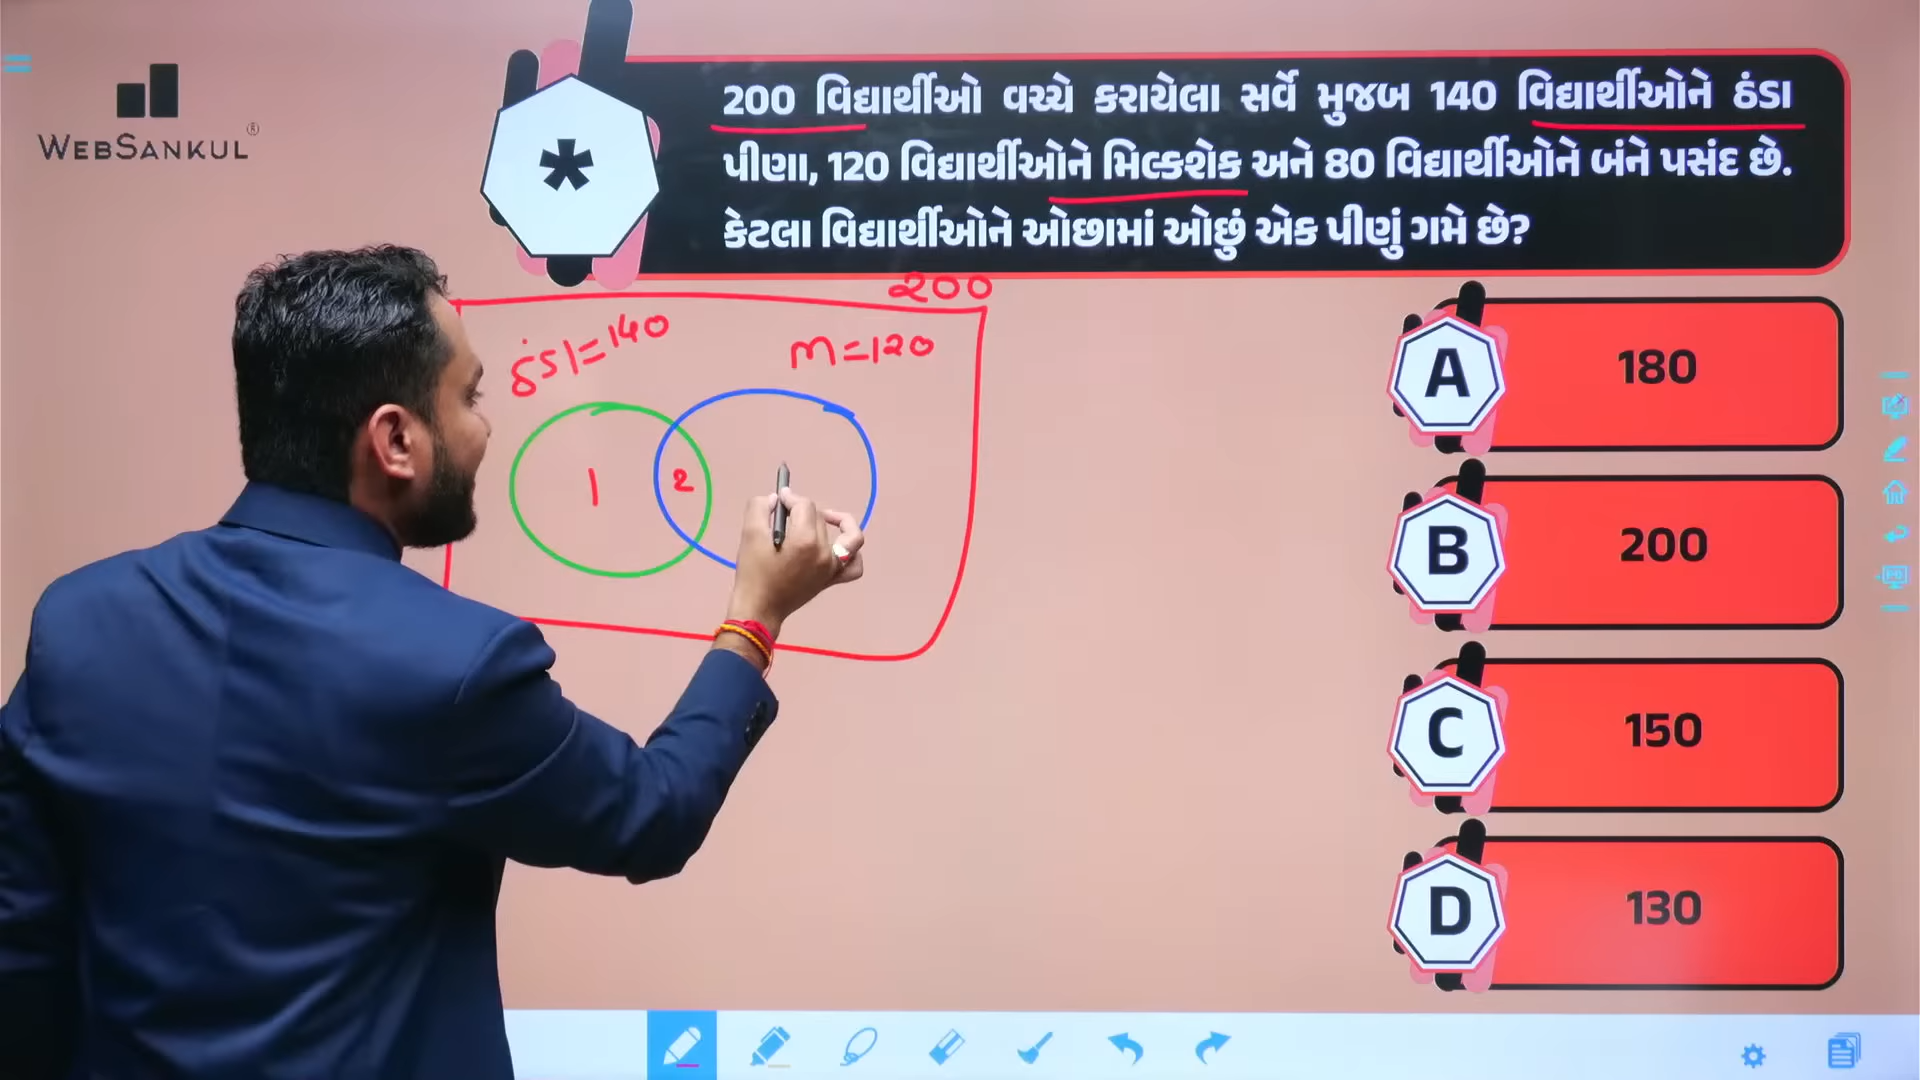 WEBSANKUL®
200 વિદ્યાર્થીઓ વચ્ચે કરાયેલા સર્વે મુજબ 140 વિદ્યાર્થીઓને ઠંડા
પીણા, 120 વિદ્યાર્થીઓને મિલ્કશેક અને 80 વિદ્યાર્થીઓને બંને પસંદ છે.
કેટલા વિદ્યાર્થીઓને ઓછામાં ઓછું એક પીણું ગમે છે?
*
200
ઠંડા=140
m=120
1
2
A
180
B
200
C
150
D
130